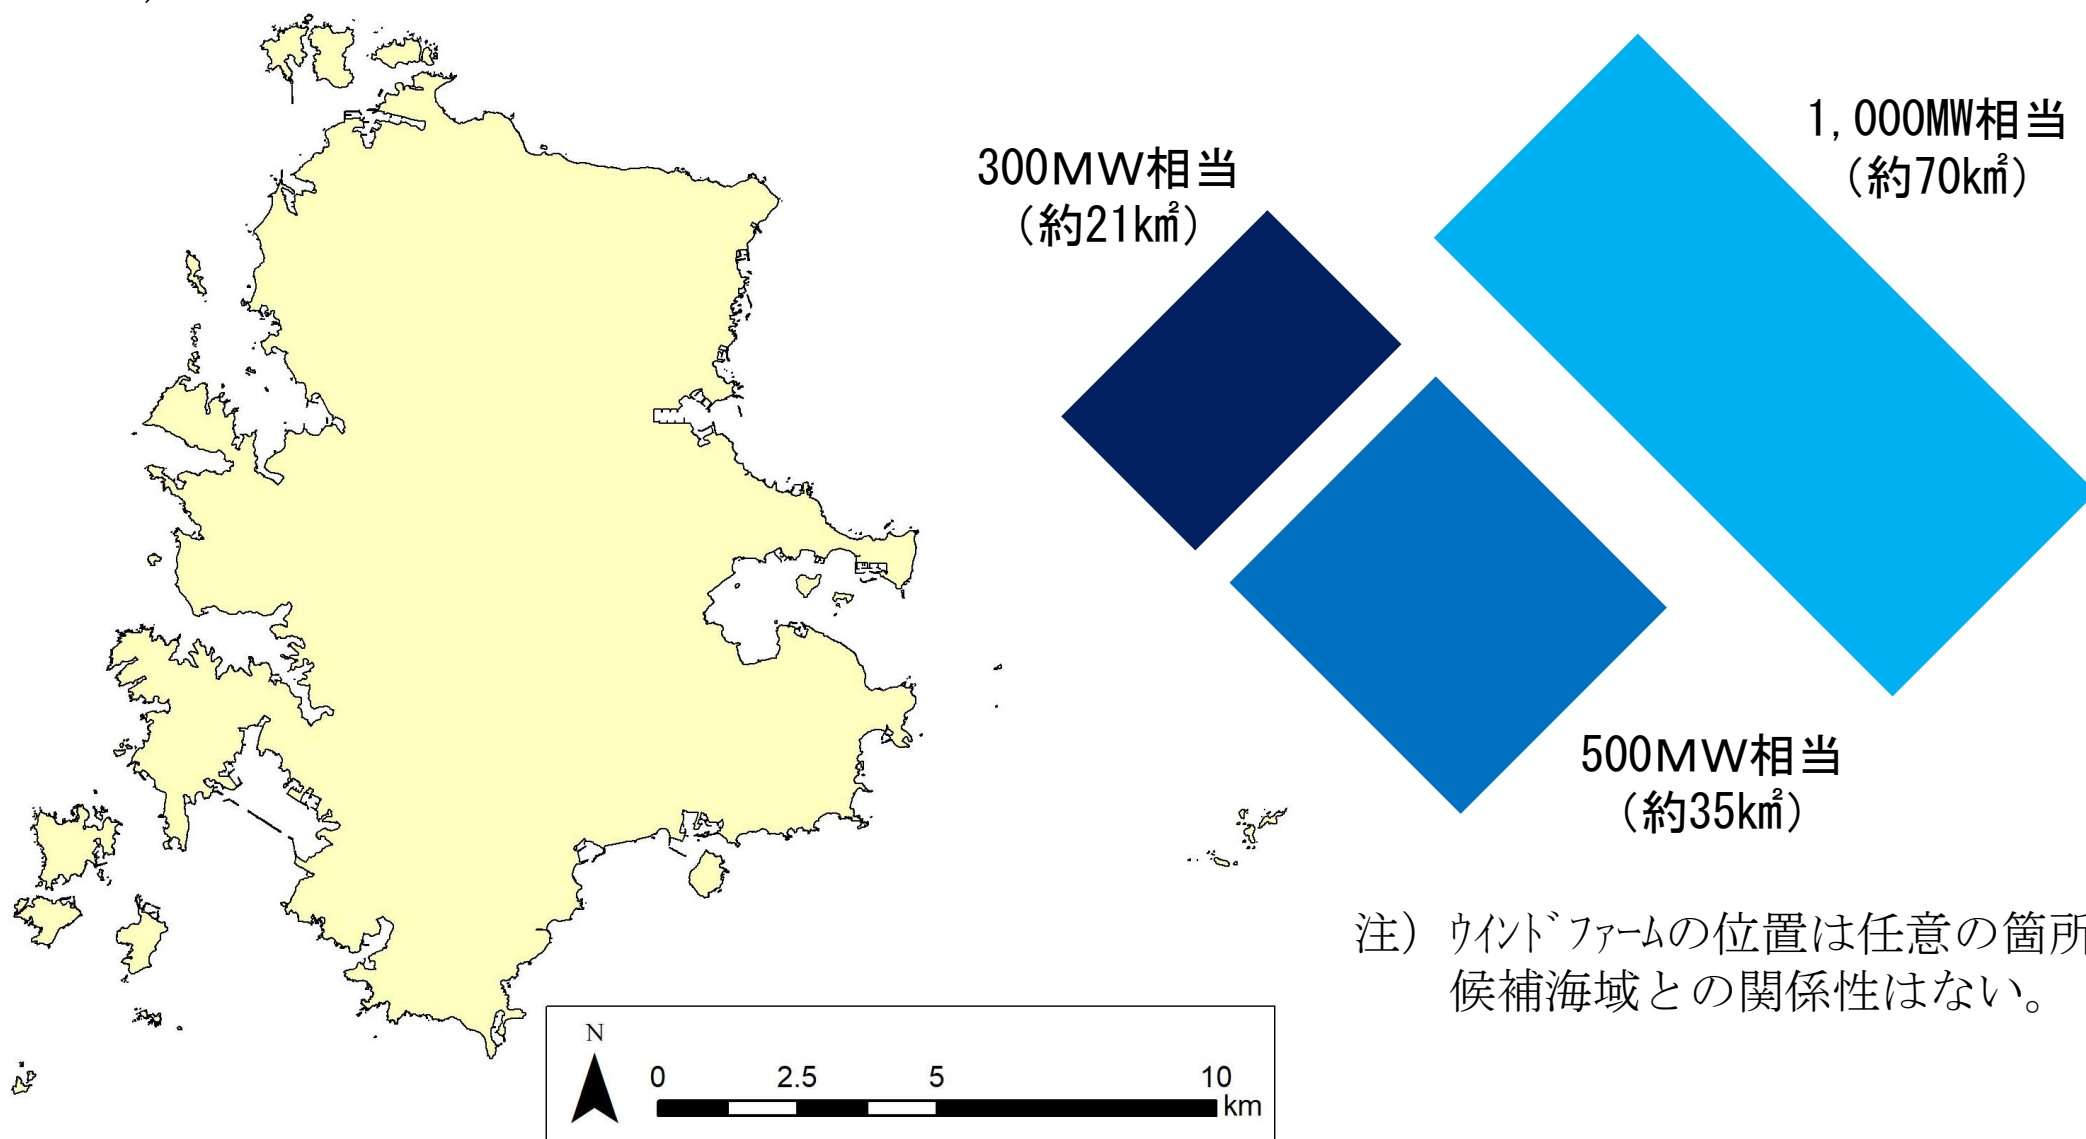 1,000MW相当
（約70k㎡）
300MW相当
（約21k㎡）
500MW相当
（約35k㎡）
注）ｳｲﾝﾄﾞﾌｧｰﾑの位置は任意の箇所
候補海域との関係性はない。
N
0 2.5 5 10
km